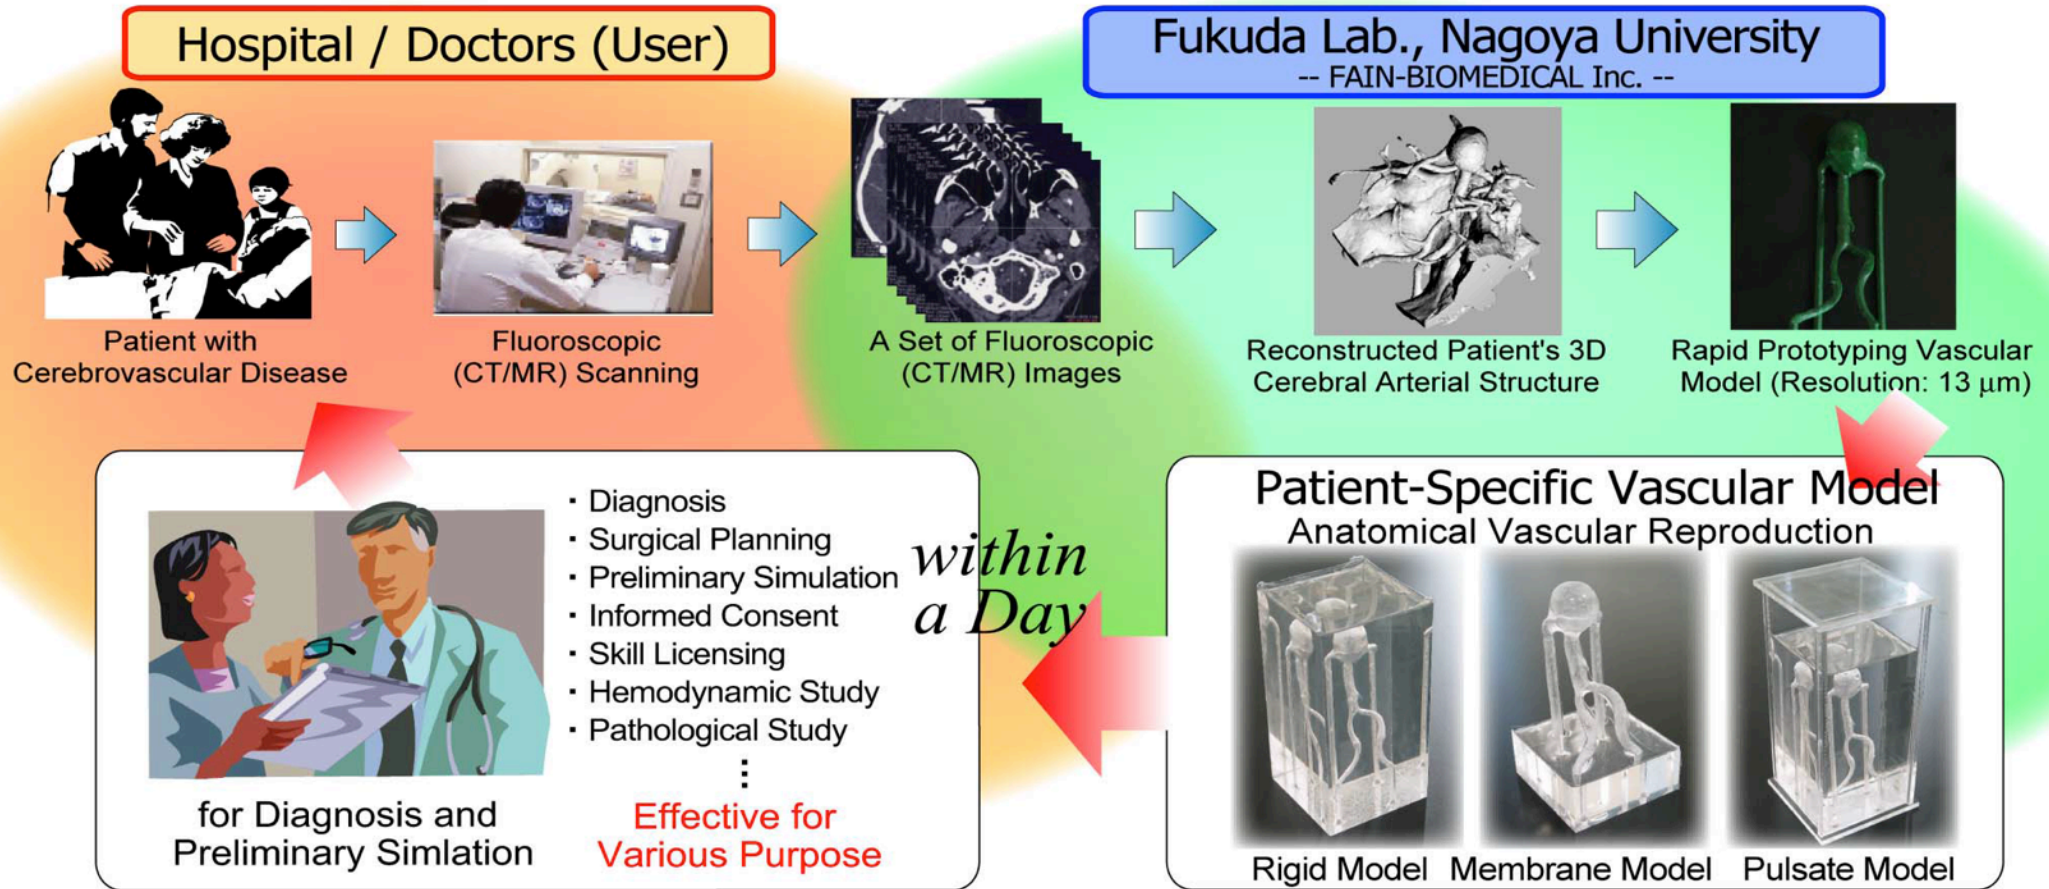 Hospital / Doctors (User)
Fukuda Lab., Nagoya University
-- FAIN-BIOMEDICAL Inc. --
Patient with
Cerebrovascular Disease
Fluoroscopic
(CT/MR) Scanning
A Set of Fluoroscopic
(CT/MR) Images
Reconstructed Patient's 3D
Cerebral Arterial Structure
Rapid Prototyping Vascular
Model (Resolution: 13 μm)
· Diagnosis
· Surgical Planning
· Preliminary Simulation
· Informed Consent
· Skill Licensing
· Hemodynamic Study
· Pathological Study
⋮
Effective for
Various Purpose
for Diagnosis and
Preliminary Simlation
within
a Day
Patient-Specific Vascular Model
Anatomical Vascular Reproduction
Rigid Model
Membrane Model
Pulsate Model